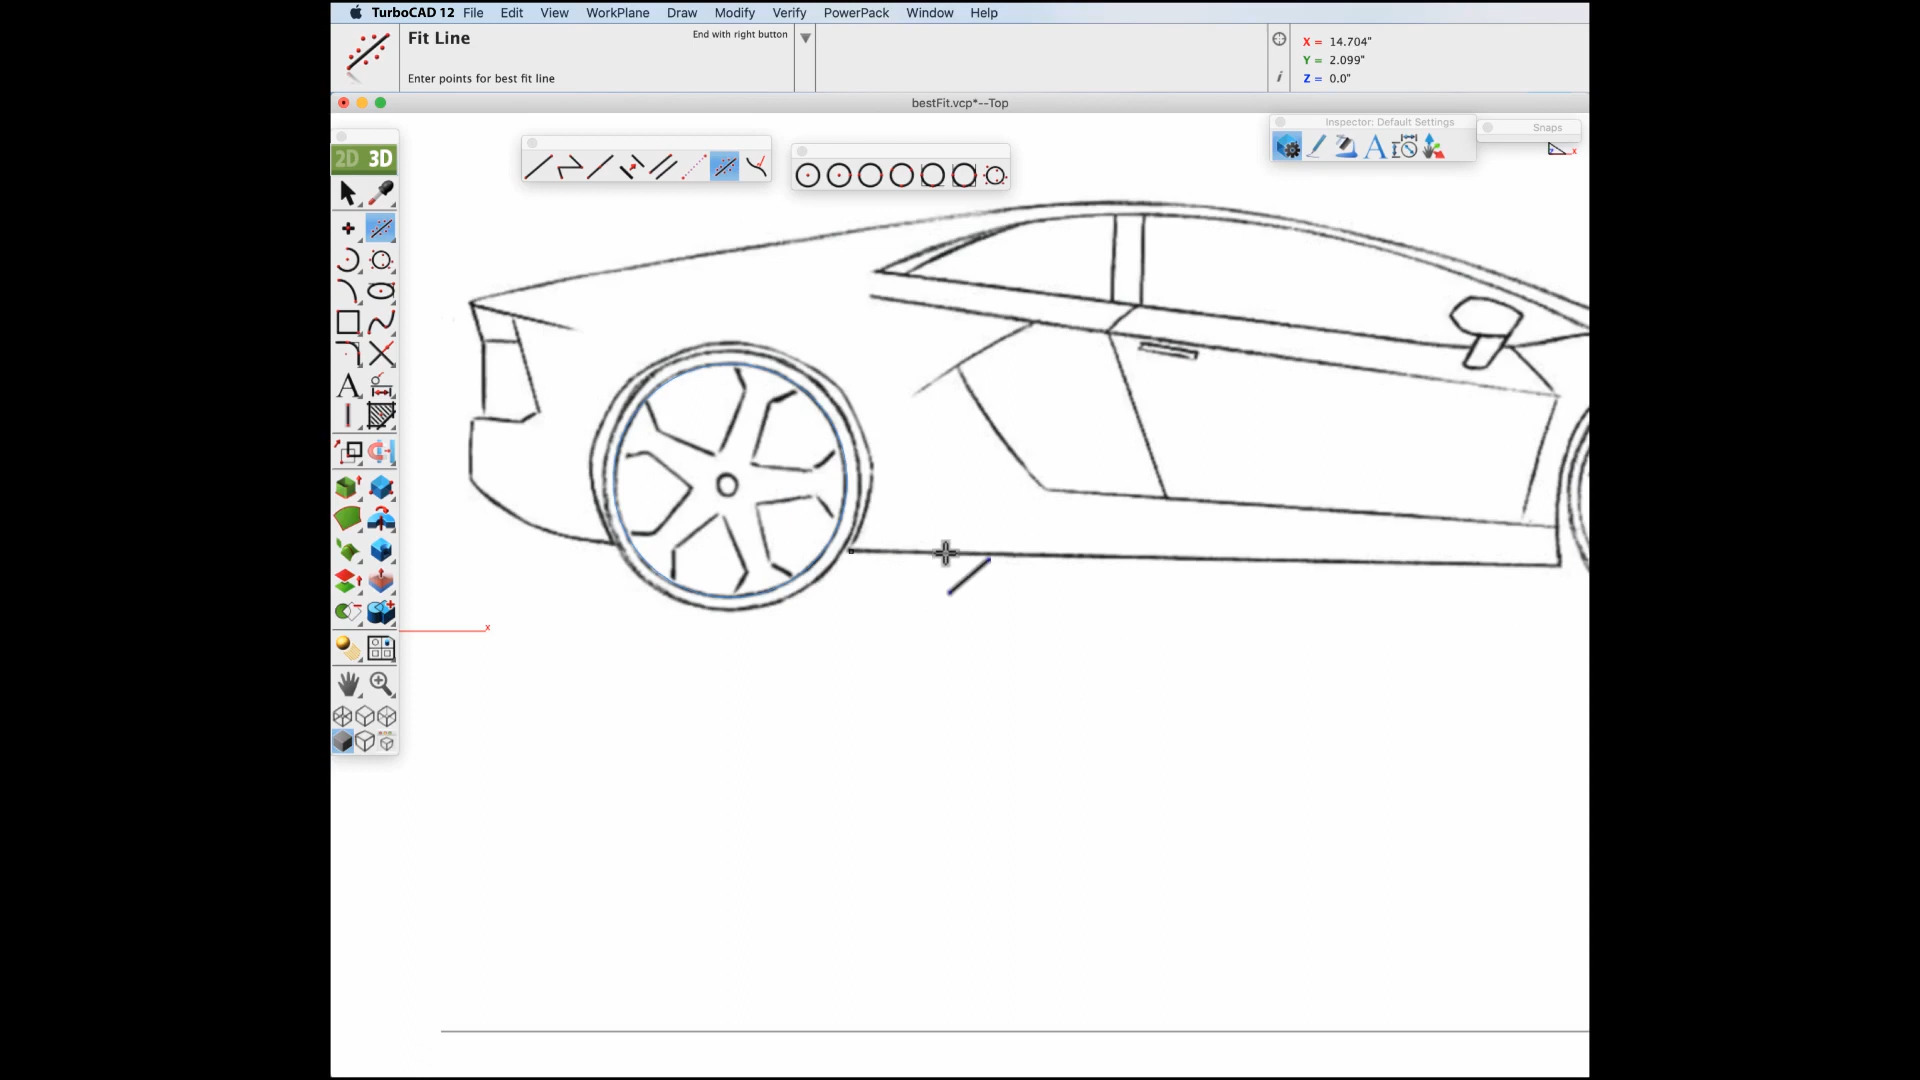 TurboCAD 12 File Edit View WorkPlane Draw Modify Verify PowerPack Window Help
Fit Line
End with right button
Enter points for best fit line
X = 14.704"
Y = 2.099"
Z = 0.0"
bestFit.vcp*--Top
Inspector: Default Settings
Snaps
2D 3D
A
A
x
x